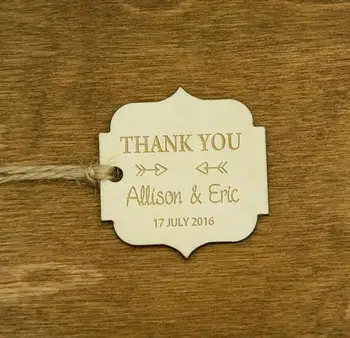 THANK YOU
Allison & Eric
17 JULY 2016